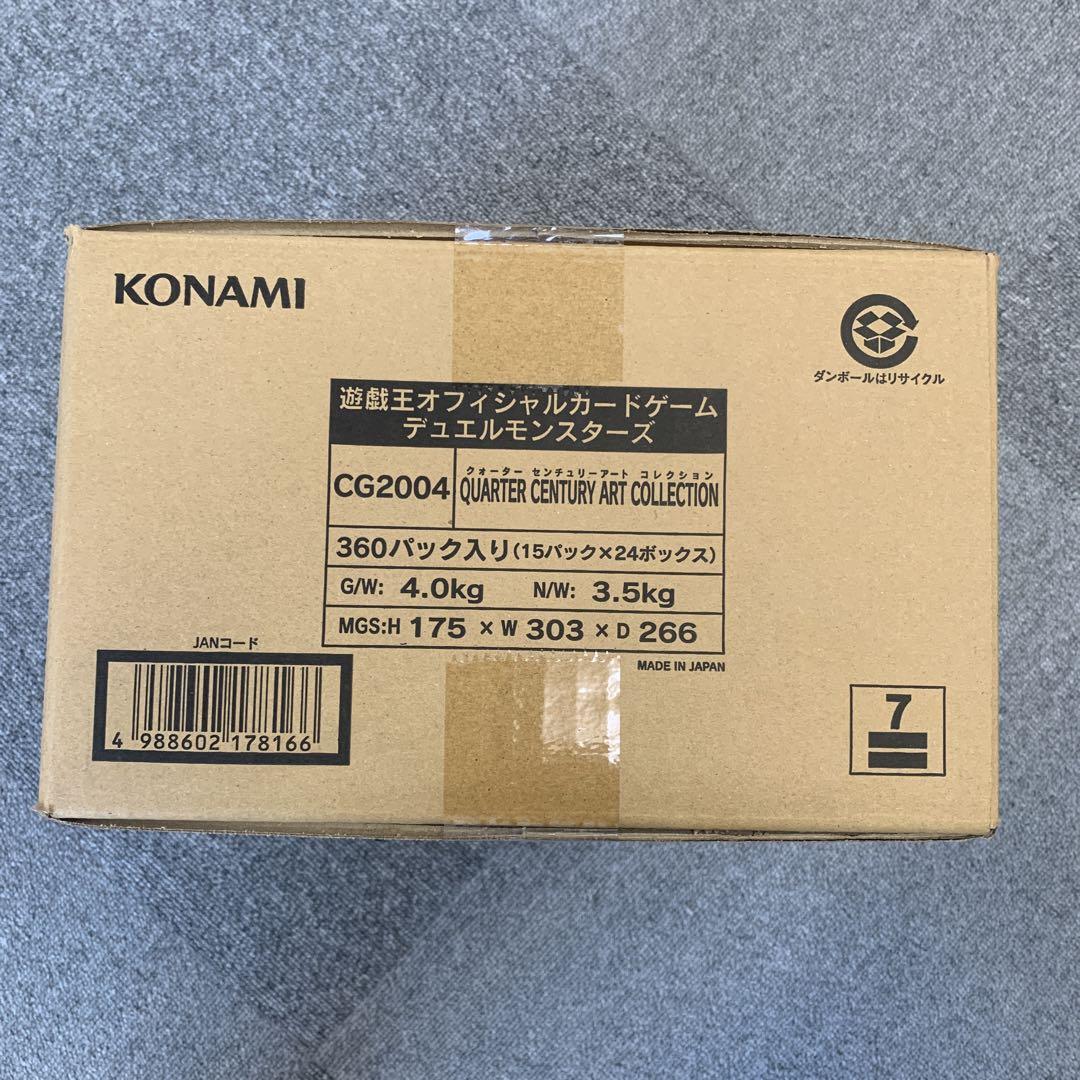 KONAMI
ダンボールはリサイクル
遊戯王オフィシャルカードゲーム
デュエルモンスターズ
CG2004
クォーター センチュリーアート コレクション
QUARTER CENTURY ART COLLECTION
360パック入り(15パック×24ボックス)
G/W: 4.0kg N/W: 3.5kg
MGS:H 175 × W 303 × D 266
MADE IN JAPAN
JANコード
4 988602 178166
7